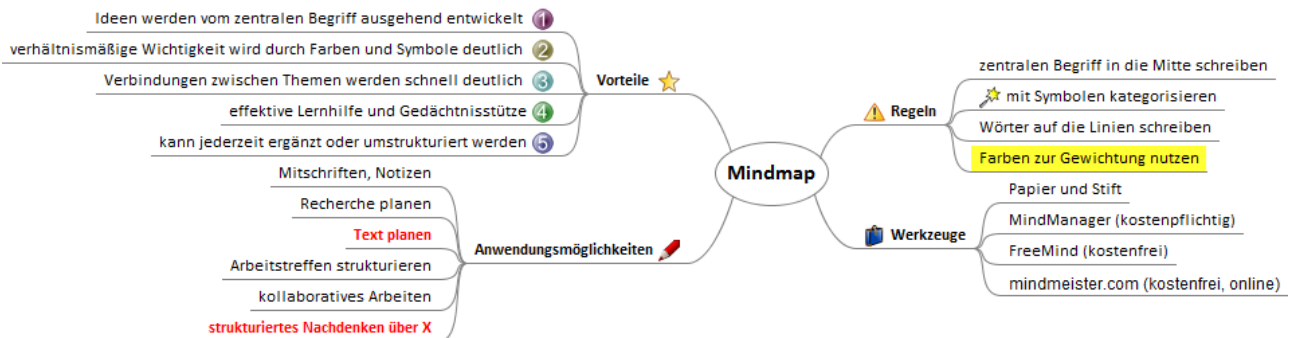 Ideen werden vom zentralen Begriff ausgehend entwickelt 1
verhältnismäßige Wichtigkeit wird durch Farben und Symbole deutlich 2
Verbindungen zwischen Themen werden schnell deutlich 3
effektive Lernhilfe und Gedächtnisstütze 4
kann jederzeit ergänzt oder umstrukturiert werden 5
Vorteile
Mitschriften, Notizen
Recherche planen
Text planen
Arbeitstreffen strukturieren
kollaboratives Arbeiten
strukturiertes Nachdenken über X
Anwendungsmöglichkeiten
Mindmap
Regeln
zentralen Begriff in die Mitte schreiben
mit Symbolen kategorisieren
Wörter auf die Linien schreiben
Farben zur Gewichtung nutzen
Werkzeuge
Papier und Stift
MindManager (kostenpflichtig)
FreeMind (kostenfrei)
mindmeister.com (kostenfrei, online)